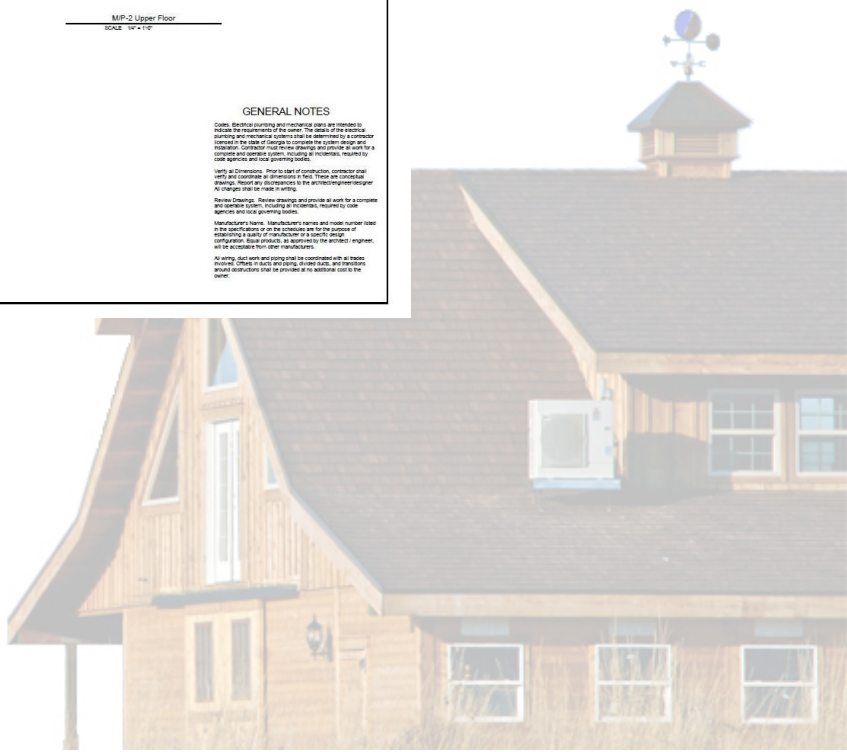 M/P-2 Upper Floor
SCALE 1/4" = 1'-0"
GENERAL NOTES
Codes. Electrical plumbing and mechanical plans are intended to
indicate the requirements of the owner. The details of the electrical
plumbing and mechanical systems shall be determined by a contractor
licensed in the state of Georgia to complete the system design and
installation. Contractor must review drawings and provide all work for a
complete and operable system, including all incidentals, required by
code agencies and local governing bodies.
Verify all Dimensions. Prior to start of construction, contractor shall
verify and coordinate all dimensions in field. These are conceptual
drawings. Report any discrepancies to the architect/engineer/designer
All changes shall be made in writing.
Review Drawings. Review drawings and provide all work for a complete
and operable system, including all incidentals, required by code
agencies and local governing bodies.
Manufacturer's Name. Manufacturer's names and model number listed
in the specifications or on the schedules are for the purpose of
establishing a quality of manufacturer or a specific design
configuration. Equal products, as approved by the architect / engineer,
will be acceptable from other manufacturers.
All wiring, duct work and piping shall be coordinated with all trades
involved. Offsets in ducts and piping, divided ducts, and transitions
around obstructions shall be provided at no additional cost to the
owner.